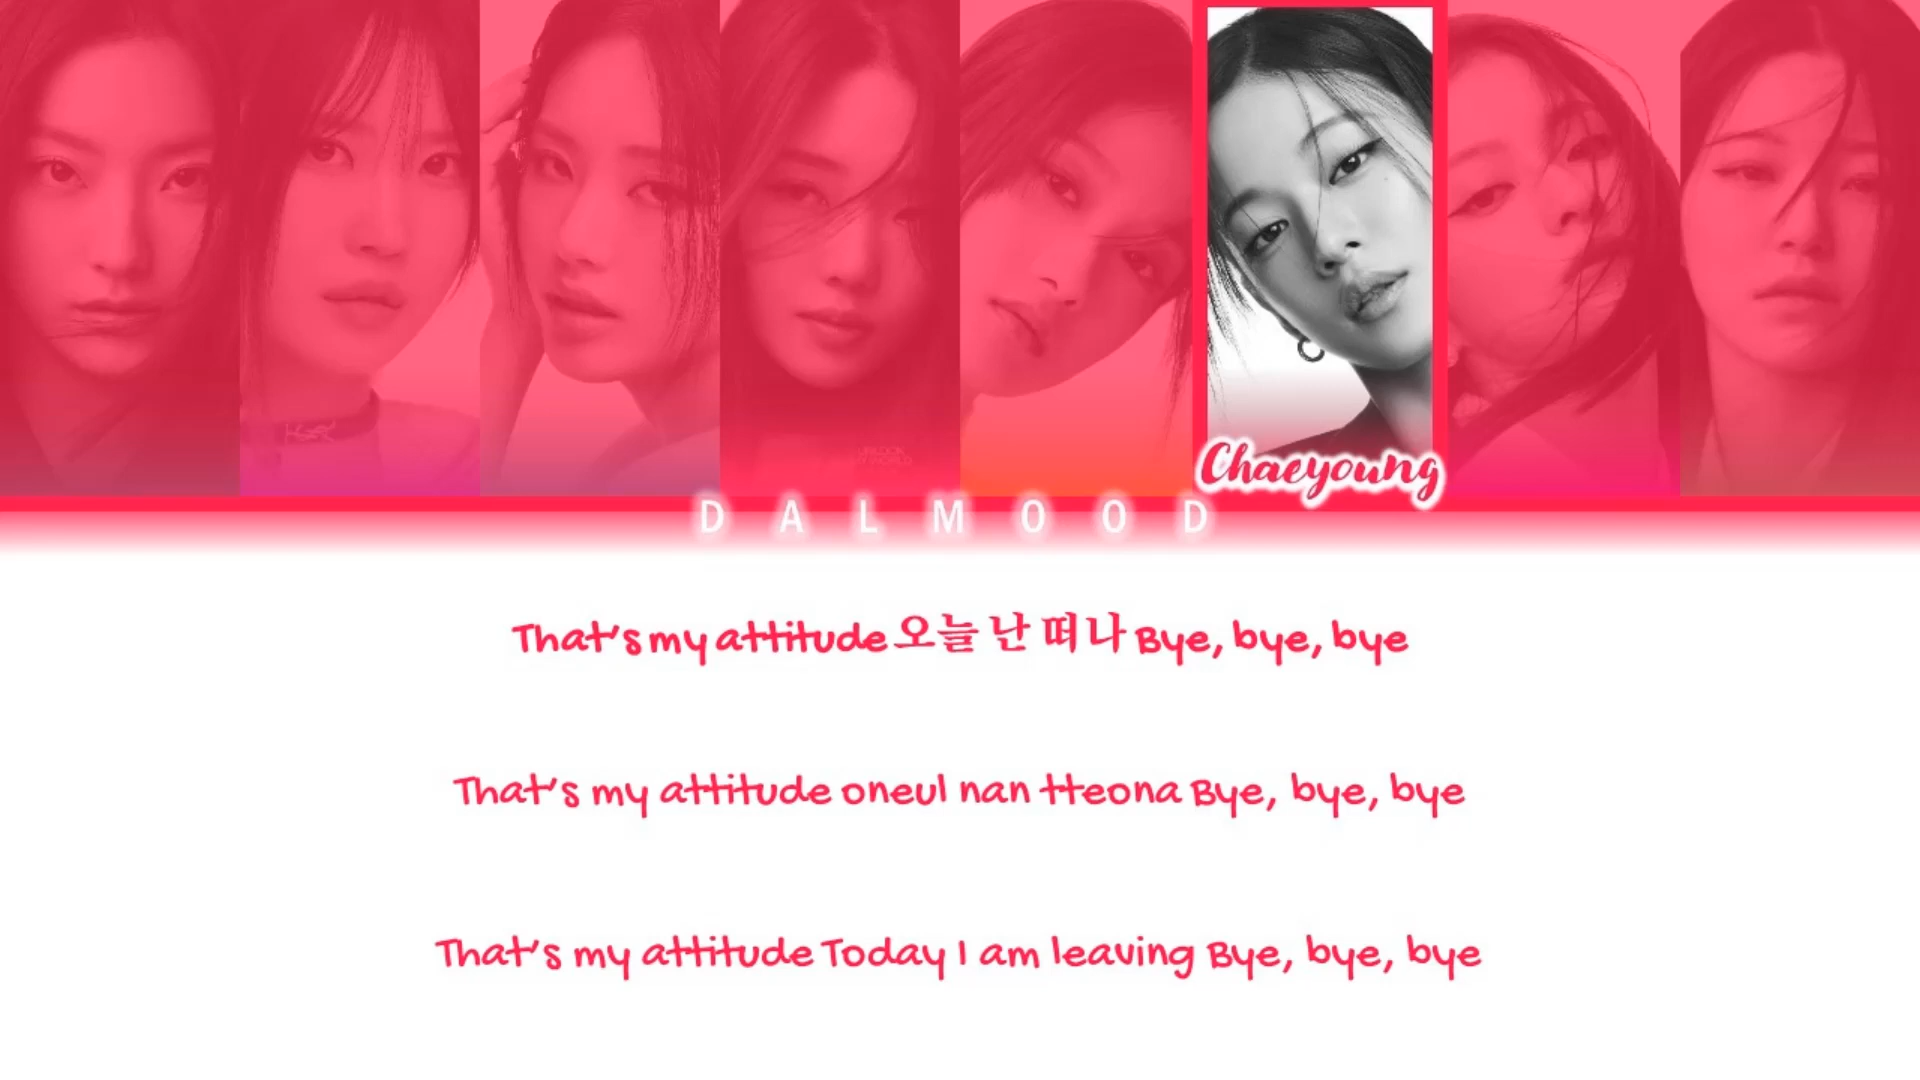 Chaeyoung
DALMOOD
That's my attitude 오늘 난 떠나 Bye, bye, bye
That's my attitude oneul nan tteona Bye, bye, bye
That's my attitude Today I am leaving Bye, bye, bye